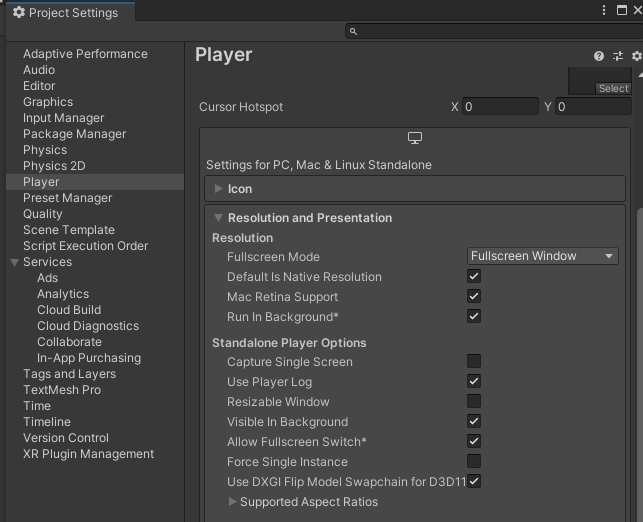 Project Settings
Adaptive Performance
Audio
Editor
Graphics
Input Manager
Package Manager
Physics
Physics 2D
Player
Preset Manager
Quality
Scene Template
Script Execution Order
Services
Ads
Analytics
Cloud Build
Cloud Diagnostics
Collaborate
In-App Purchasing
Tags and Layers
TextMesh Pro
Time
Timeline
Version Control
XR Plugin Management
Player
Select
Cursor Hotspot X 0 Y 0
Settings for PC, Mac & Linux Standalone
Icon
Resolution and Presentation
Resolution
Fullscreen Mode Fullscreen Window
Default Is Native Resolution
Mac Retina Support
Run In Background*
Standalone Player Options
Capture Single Screen
Use Player Log
Resizable Window
Visible In Background
Allow Fullscreen Switch*
Force Single Instance
Use DXGI Flip Model Swapchain for D3D11
Supported Aspect Ratios